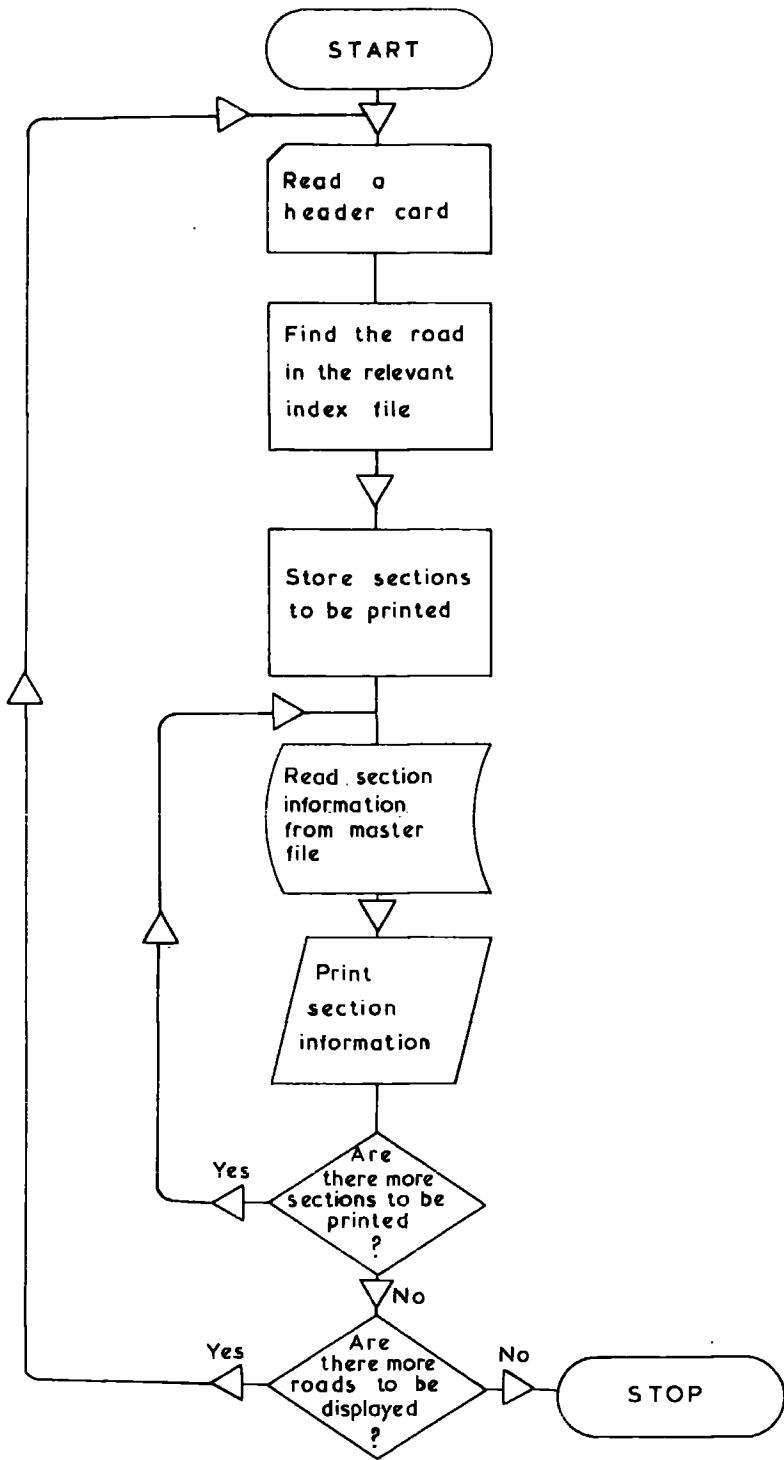 START
Read a
header card
Find the road
in the relevant
index file
Store sections
to be printed
Read section
information
from master
file
Print
section
information
Are
there more
sections to be
printed
?
Yes
No
Are
there more
roads to be
displayed
?
Yes
No
STOP